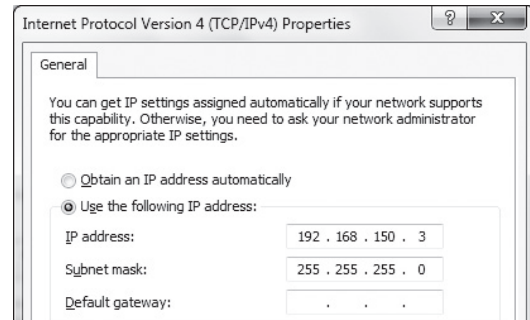 Internet Protocol Version 4 (TCP/IPv4) Properties ? X
General
You can get IP settings assigned automatically if your network supports
this capability. Otherwise, you need to ask your network administrator
for the appropriate IP settings.
Obtain an IP address automatically
Use the following IP address:
IP address: 192 . 168 . 150 . 3
Subnet mask: 255 . 255 . 255 . 0
Default gateway: . . .